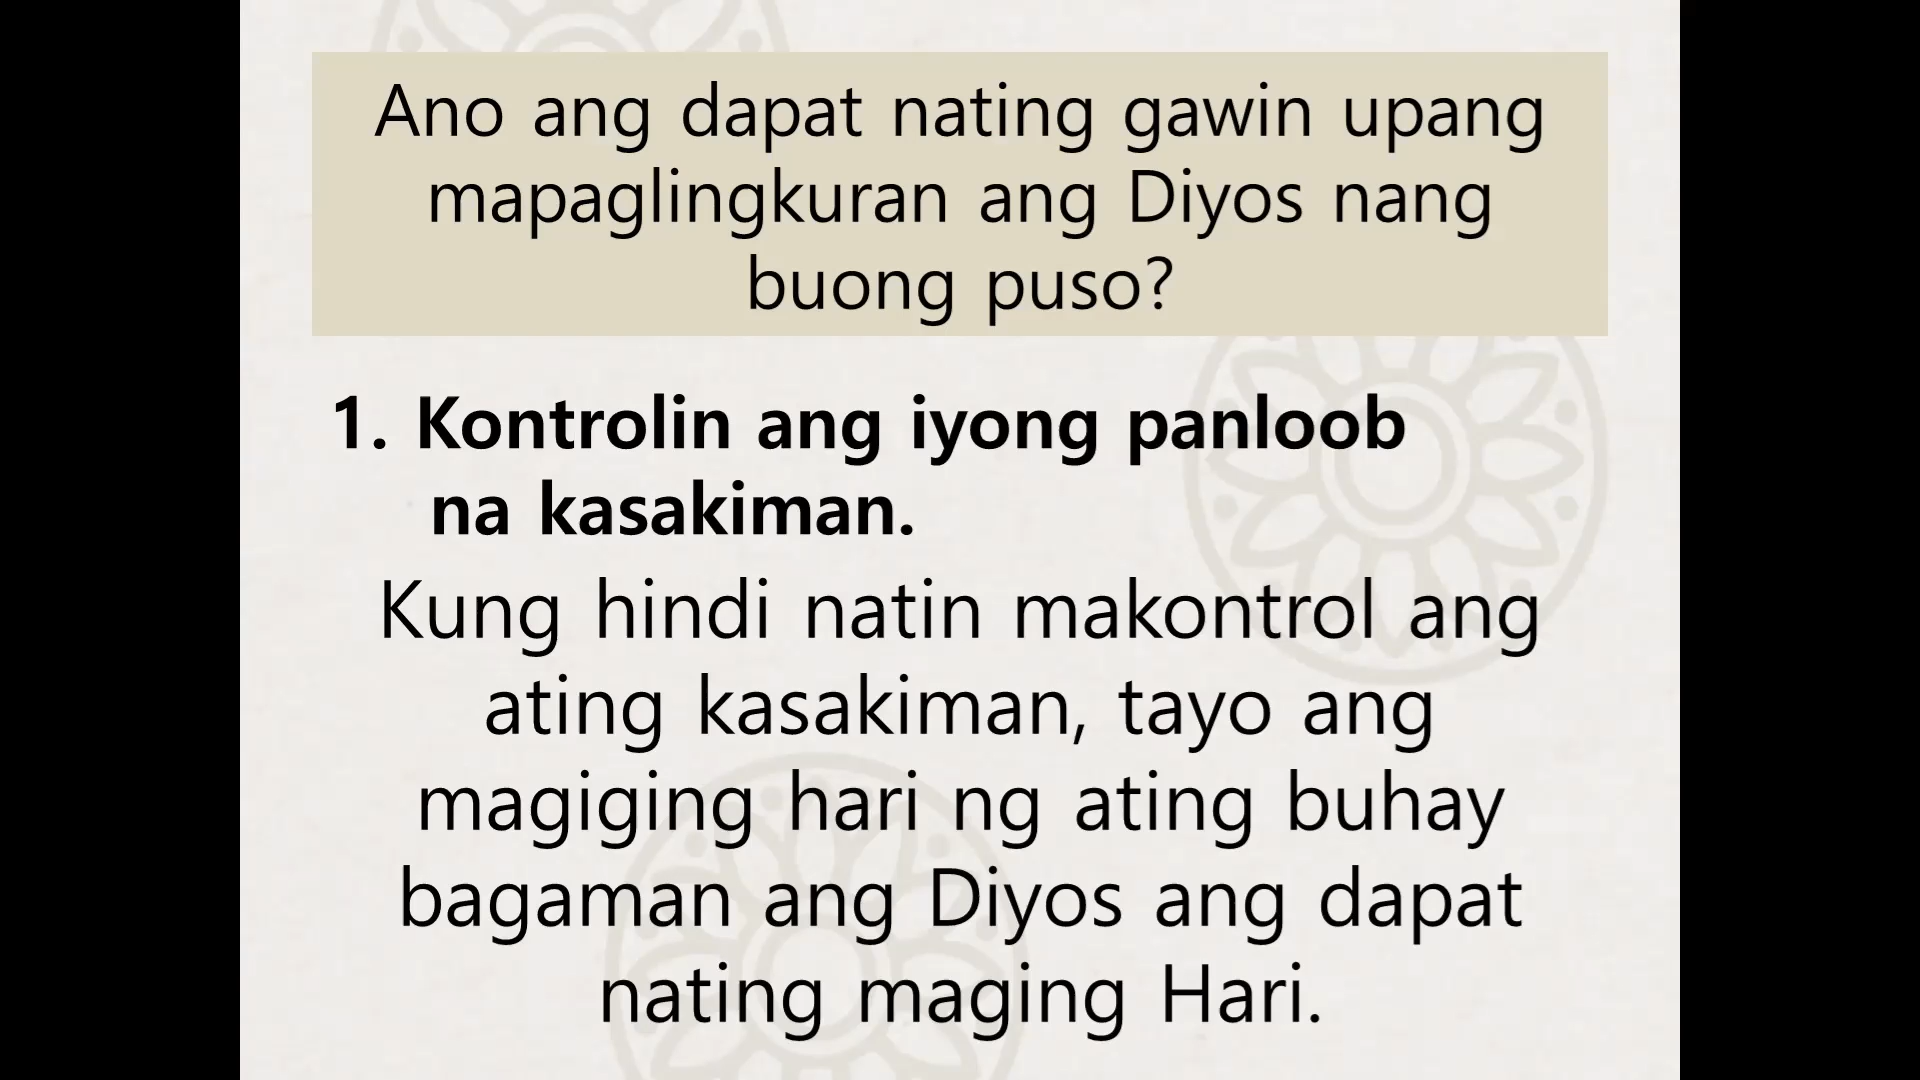 Ano ang dapat nating gawin upang
mapaglingkuran ang Diyos nang
buong puso?
1. Kontrolin ang iyong panloob
na kasakiman.
Kung hindi natin makontrol ang
ating kasakiman, tayo ang
magiging hari ng ating buhay
bagaman ang Diyos ang dapat
nating maging Hari.